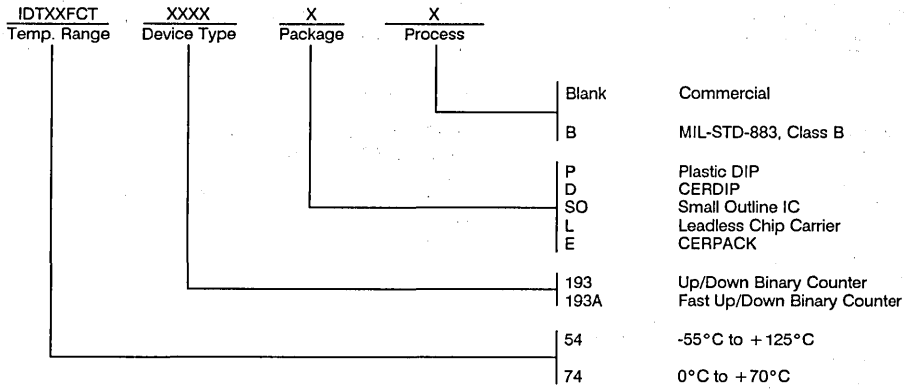 IDTXXFCT XXXX X X
Temp. Range Device Type Package Process
Blank Commercial
B MIL-STD-883, Class B
P Plastic DIP
D CERDIP
SO Small Outline IC
L Leadless Chip Carrier
E CERPACK
193 Up/Down Binary Counter
193A Fast Up/Down Binary Counter
54 -55°C to +125°C
74 0°C to +70°C